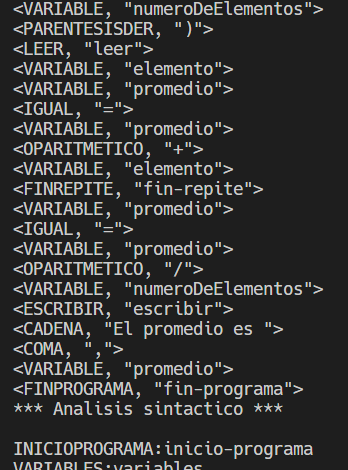 <VARIABLE, "numeroDeElementos">
<PARENTESISDER, ")">
<LEER, "leer">
<VARIABLE, "elemento">
<VARIABLE, "promedio">
<IGUAL, "=">
<VARIABLE, "promedio">
<OPARITMETICO, "+">
<VARIABLE, "elemento">
<FINREPITE, "fin-repite">
<VARIABLE, "promedio">
<IGUAL, "=">
<VARIABLE, "promedio">
<OPARITMETICO, "/">
<VARIABLE, "numeroDeElementos">
<ESCRIBIR, "escribir">
<CADENA, "El promedio es ">
<COMA, ",">
<VARIABLE, "promedio">
<FINPROGRAMA, "fin-programa">
*** Analisis sintactico ***
INICIOPROGRAMA:inicio-programa
VARIABLES:variables